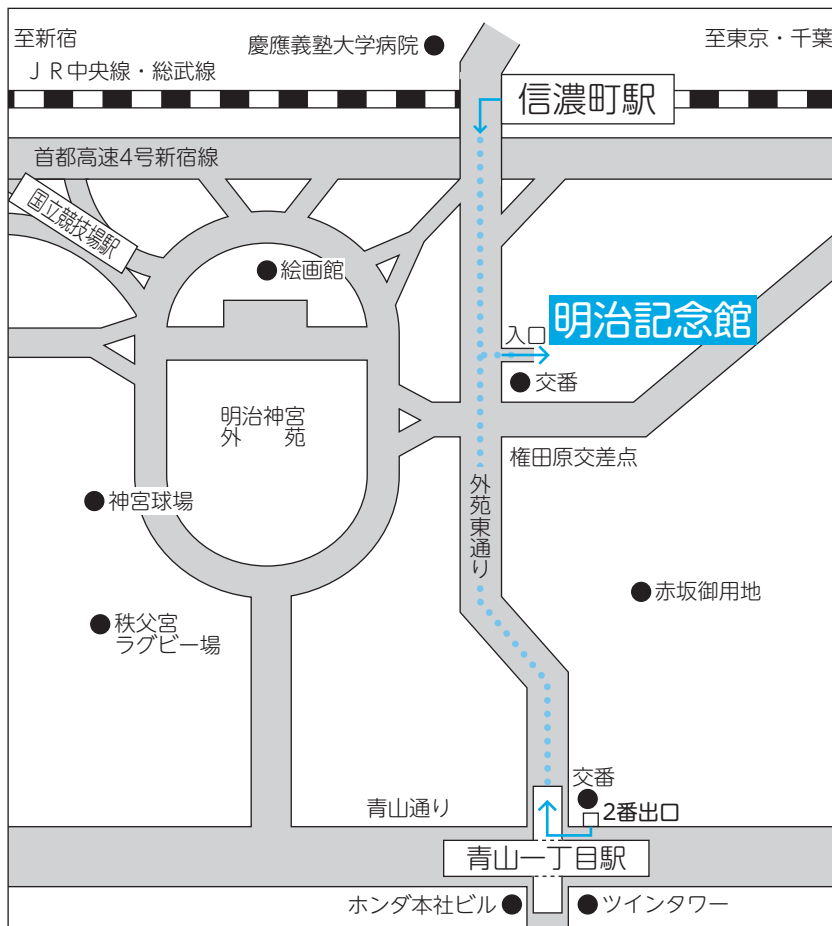 至新宿
慶應義塾大学病院
至東京・千葉
ＪＲ中央線・総武線
信濃町駅
首都高速4号新宿線
国立競技場駅
絵画館
入口
明治記念館
交番
明治神宮
外　苑
権田原交差点
神宮球場
外苑東通り
赤坂御用地
秩父宮
ラグビー場
交番
青山通り
2番出口
青山一丁目駅
ホンダ本社ビル
ツインタワー